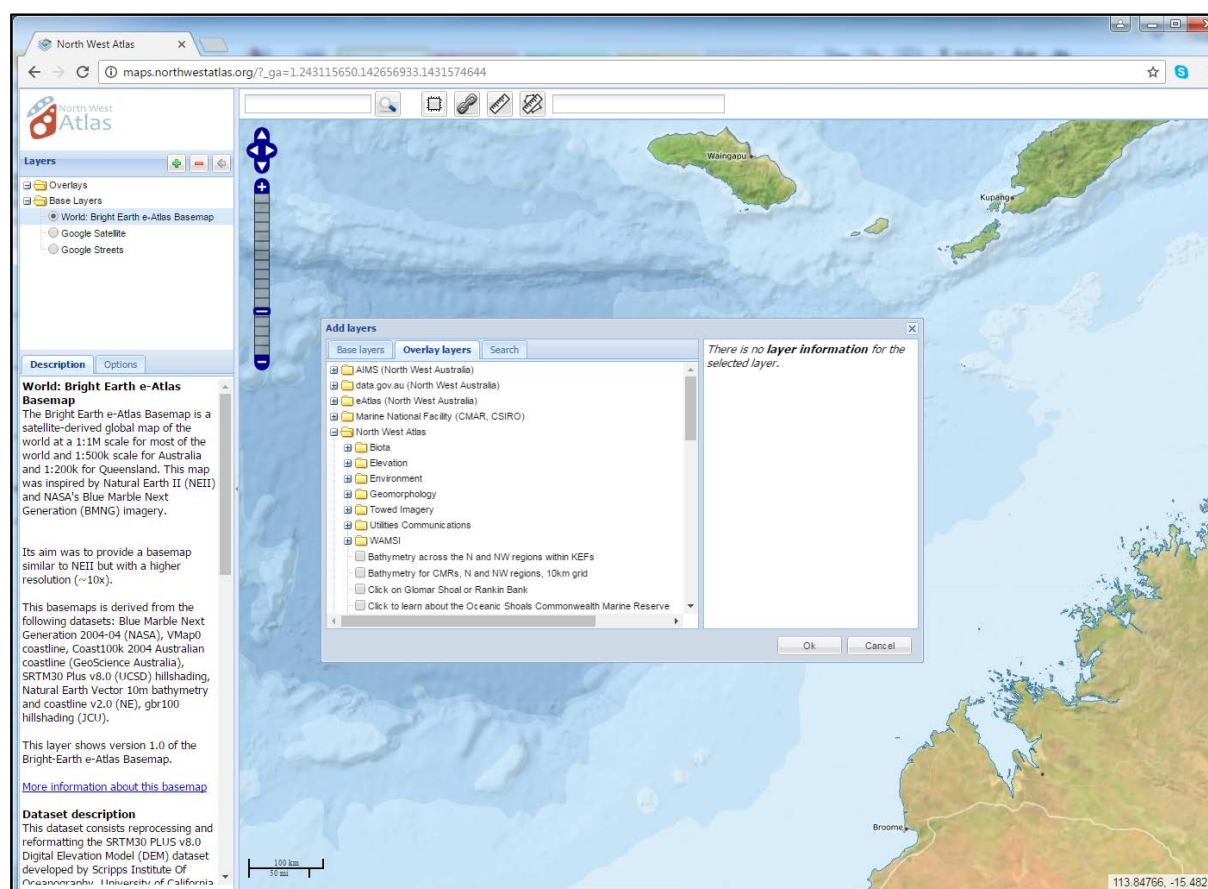 North West Atlas
maps.northwestatlas.org/?_ga=1.243115650.142656933.1431574644
North West
Atlas
Layers
Overlays
Base Layers
World: Bright Earth e-Atlas Basemap
Google Satellite
Google Streets
Description
Options
World: Bright Earth e-Atlas
Basemap
The Bright Earth e-Atlas Basemap is a
satellite-derived global map of the
world at a 1:1M scale for most of the
world and 1:500k scale for Australia
and 1:200k for Queensland. This map
was inspired by Natural Earth II (NEII)
and NASA's Blue Marble Next
Generation (BMNG) imagery.
Its aim was to provide a basemap
similar to NEII but with a higher
resolution (~10x).
This basemaps is derived from the
following datasets: Blue Marble Next
Generation 2004-04 (NASA), VMap0
coastline, Coast100k 2004 Australian
coastline (GeoScience Australia),
SRTM30 Plus v8.0 (UCSD) hillshading,
Natural Earth Vector 10m bathymetry
and coastline v2.0 (NE), gbr100
hillshading (JCU).
This layer shows version 1.0 of the
Bright-Earth e-Atlas Basemap.
More information about this basemap
Dataset description
This dataset consists reprocessing and
reformatting the SRTM30 PLUS v8.0
Digital Elevation Model (DEM) dataset
developed by Scripps Institute Of
Oceanography, University of California
Waingapu
Kupang
Add layers
Base layers
Overlay layers
Search
AIMS (North West Australia)
data.gov.au (North West Australia)
eAtlas (North West Australia)
Marine National Facility (CMAR, CSIRO)
North West Atlas
Biota
Elevation
Environment
Geomorphology
Towed Imagery
Utilities Communications
WAMSI
Bathymetry across the N and NW regions within KEFs
Bathymetry for CMRs, N and NW regions, 10km grid
Click on Glomar Shoal or Rankin Bank
Click to learn about the Oceanic Shoals Commonwealth Marine Reserve
There is no layer information for the
selected layer.
Ok
Cancel
Broome
100 km
50 mi
113.84766, -15.482